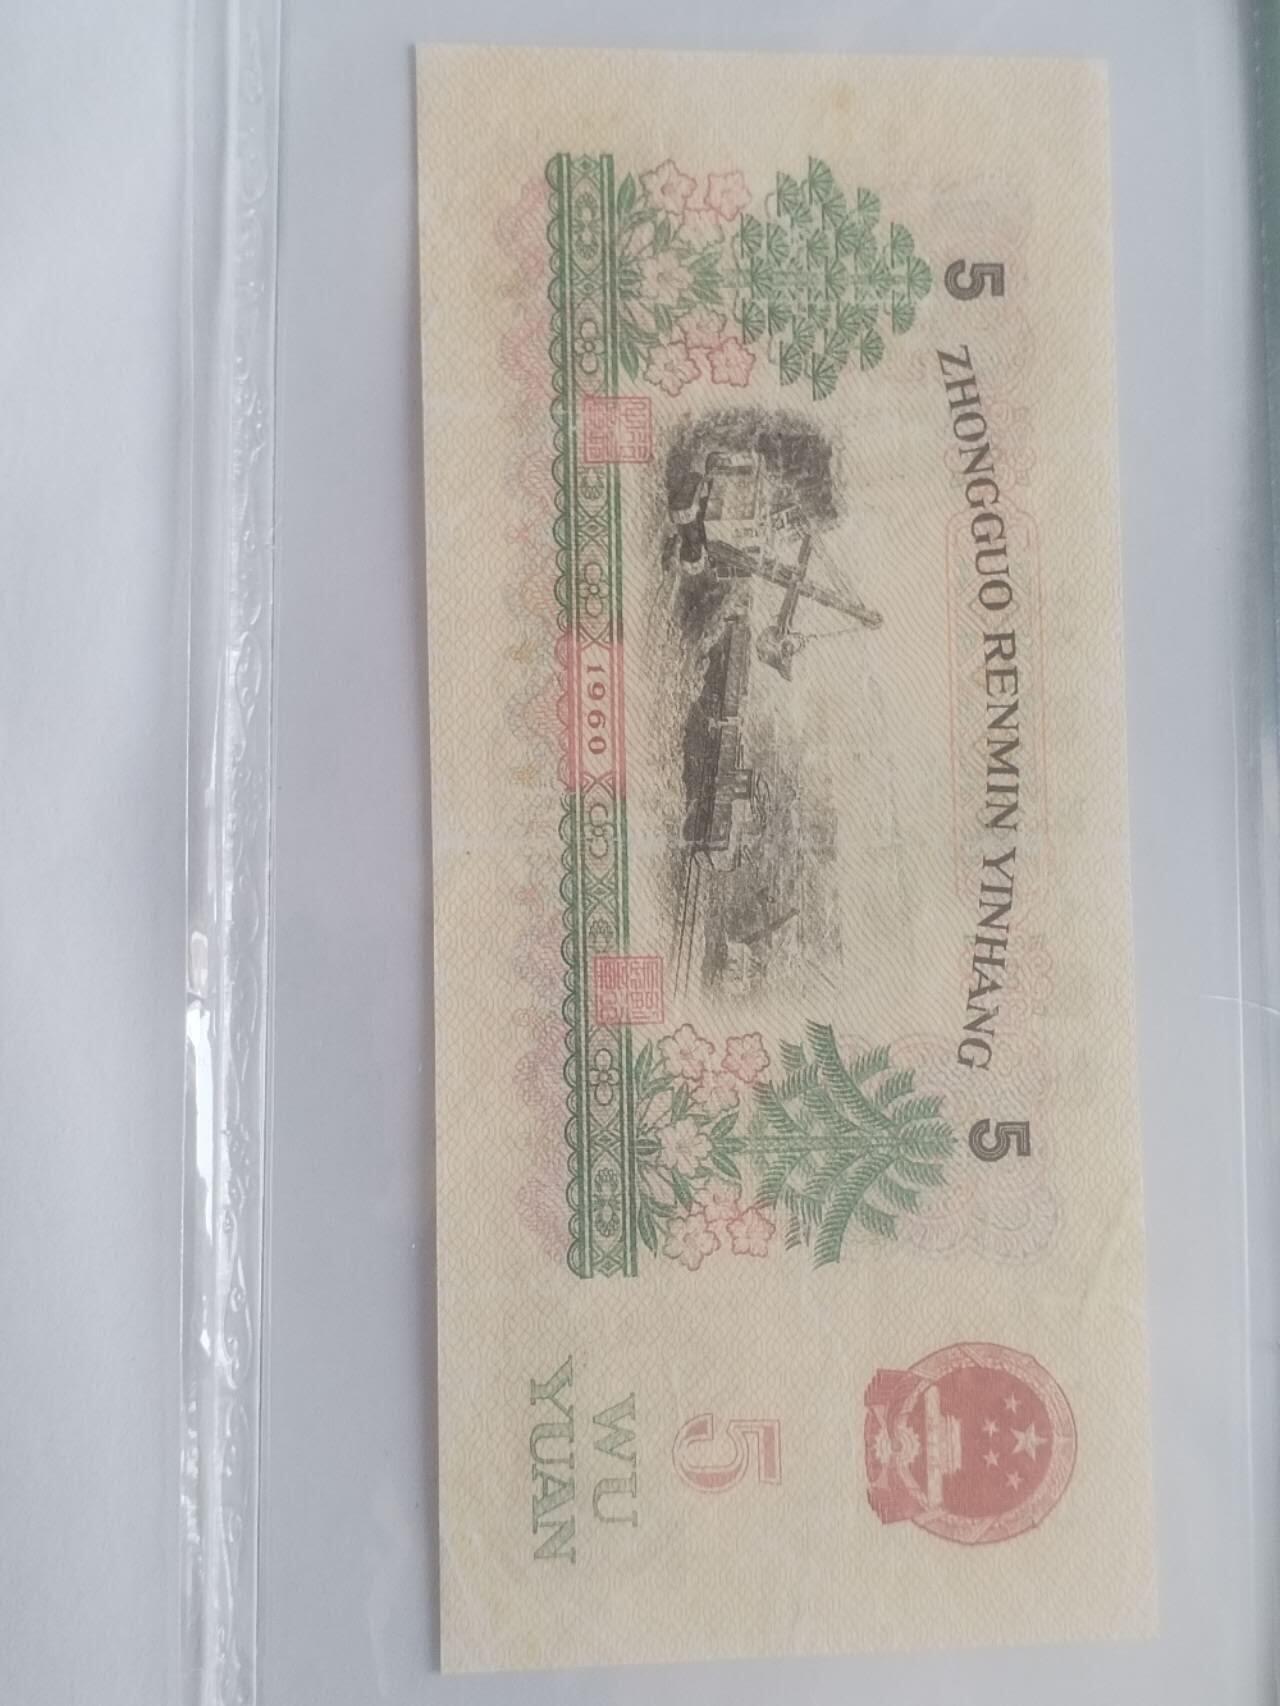 5 ZHONGGUO RENMIN YINHANG 5
5
WU
YUAN
1960